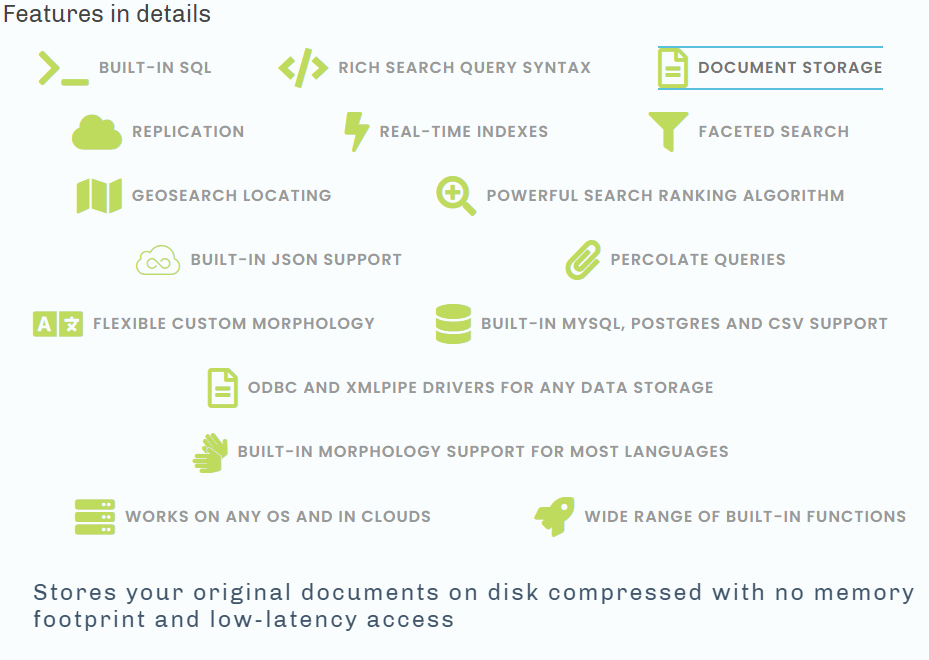 Features in details
BUILT-IN SQL
RICH SEARCH QUERY SYNTAX
DOCUMENT STORAGE
REPLICATION
REAL-TIME INDEXES
FACETED SEARCH
GEOSEARCH LOCATING
POWERFUL SEARCH RANKING ALGORITHM
BUILT-IN JSON SUPPORT
PERCOLATE QUERIES
A文 FLEXIBLE CUSTOM MORPHOLOGY
BUILT-IN MYSQL, POSTGRES AND CSV SUPPORT
ODBC AND XMLPIPE DRIVERS FOR ANY DATA STORAGE
BUILT-IN MORPHOLOGY SUPPORT FOR MOST LANGUAGES
WORKS ON ANY OS AND IN CLOUDS
WIDE RANGE OF BUILT-IN FUNCTIONS
Stores your original documents on disk compressed with no memory
footprint and low-latency access